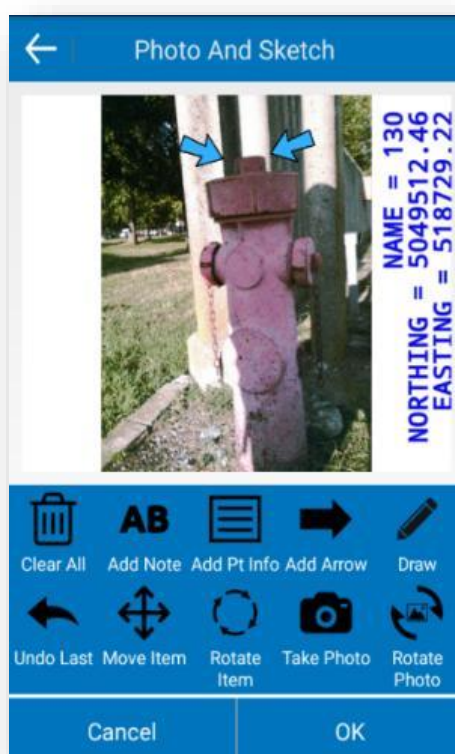 Photo And Sketch
NAME = 130
NORTHING = 5049512.46
EASTING = 518729.22
Clear All
AB
Add Note
Add Pt Info
Add Arrow
Draw
Undo Last
Move Item
Rotate
Item
Take Photo
Rotate
Photo
Cancel
OK